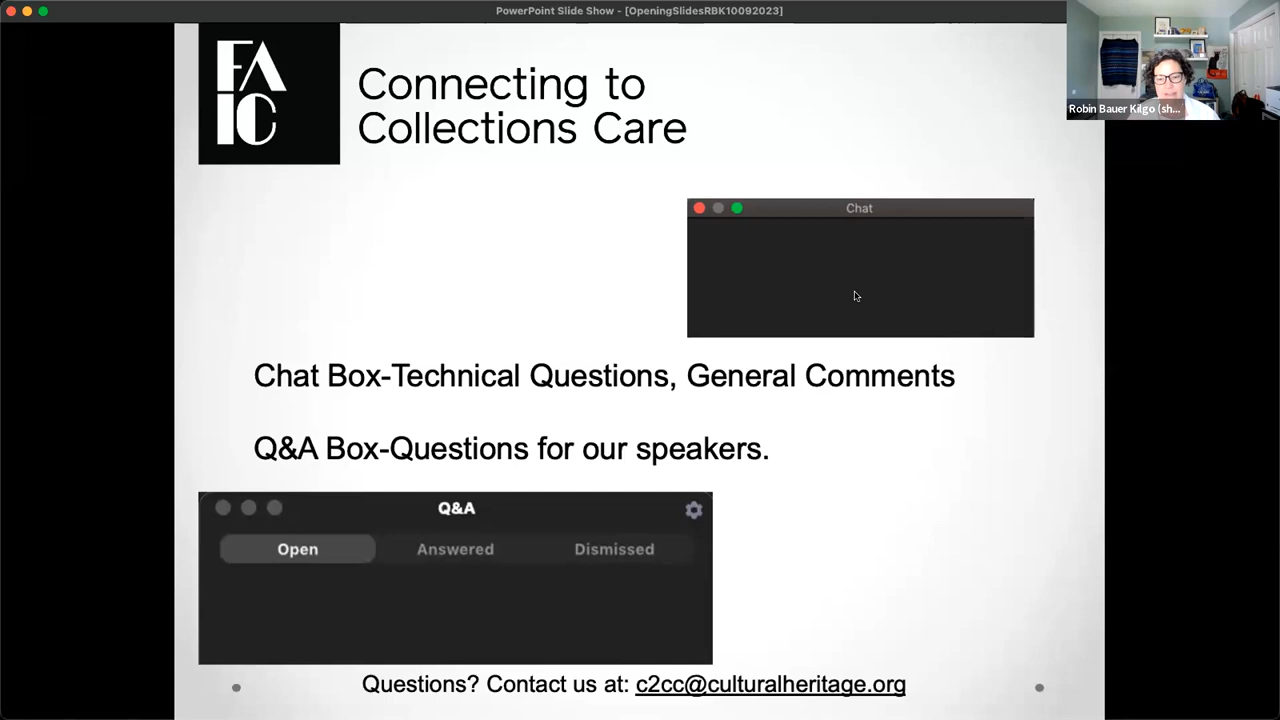 PowerPoint Slide Show - [OpeningSlidesRBK10092023]
FA
IC
Connecting to
Collections Care
Robin Bauer Kilgo (sh...
Chat
Chat Box-Technical Questions, General Comments
Q&A Box-Questions for our speakers.
Q&A
Open Answered Dismissed
Questions? Contact us at: c2cc@culturalheritage.org